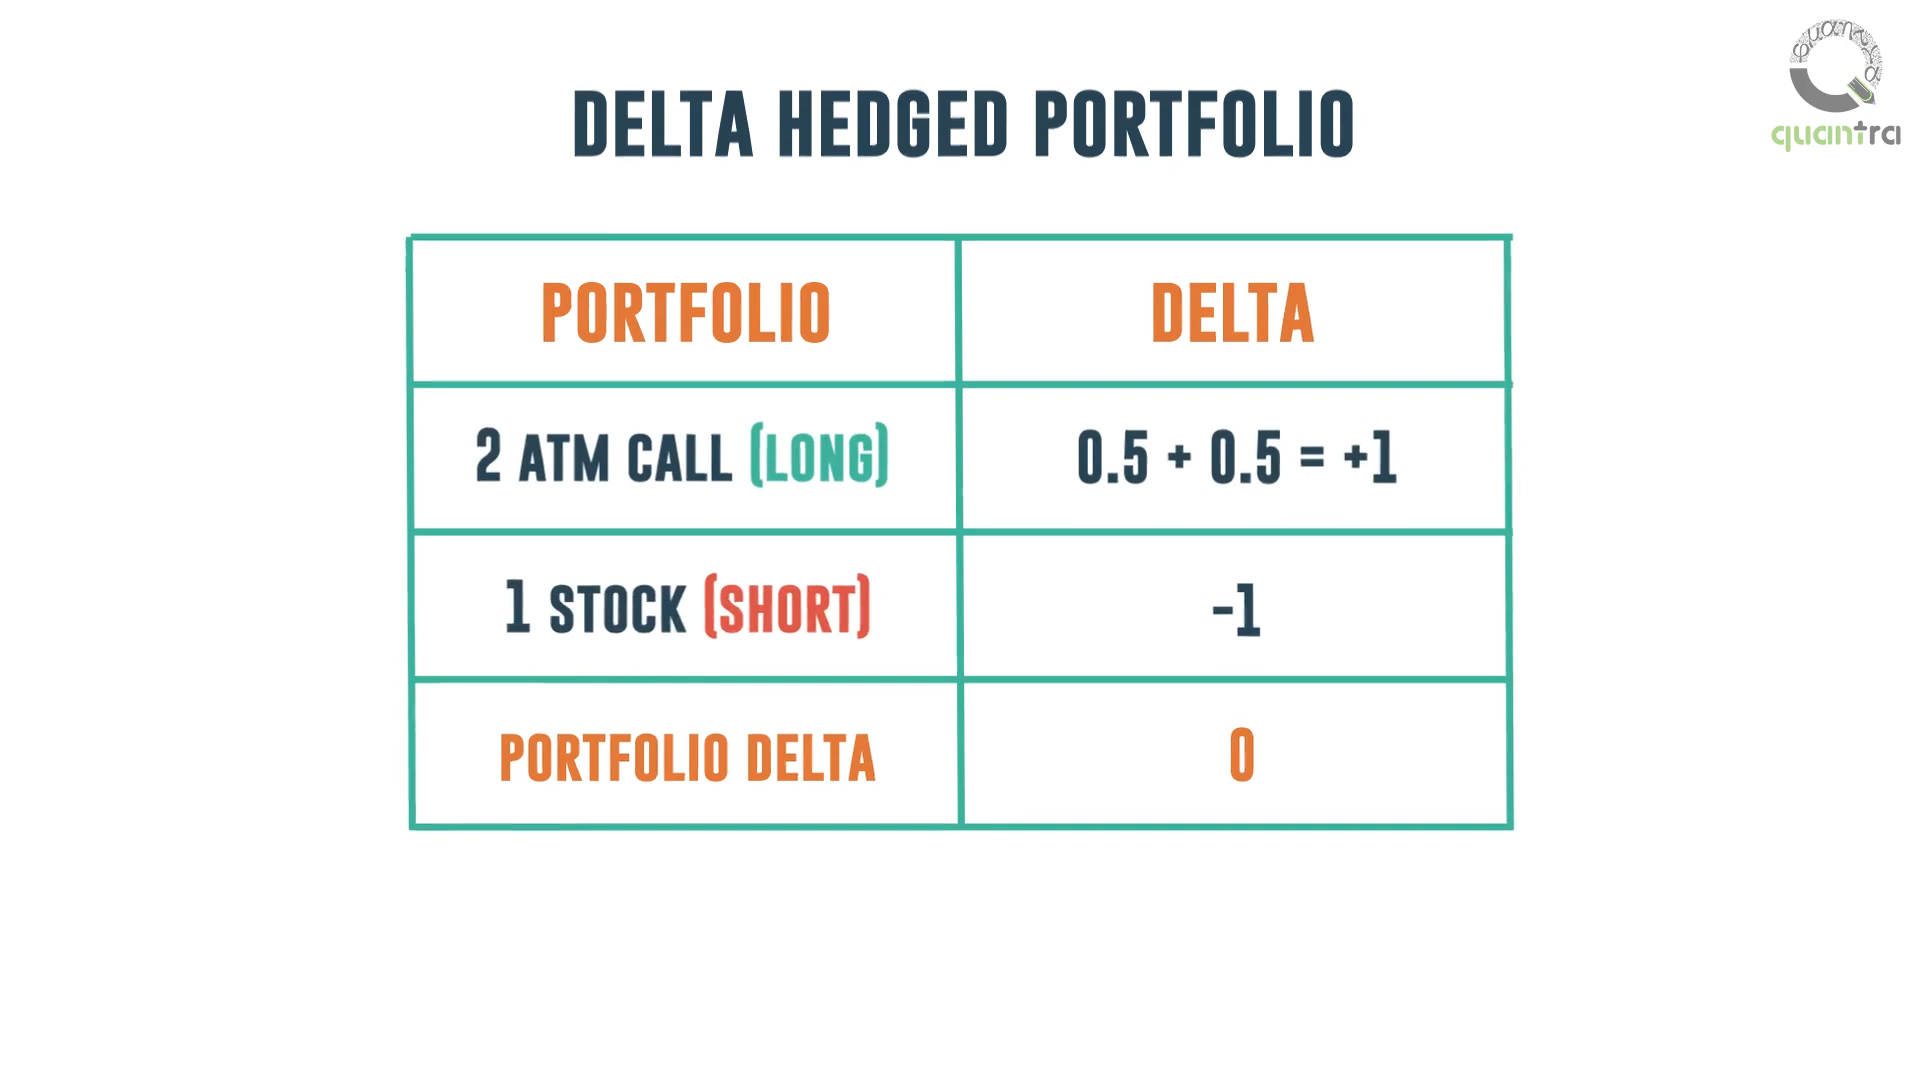 quantra
DELTA HEDGED PORTFOLIO
PORTFOLIO DELTA
2 ATM CALL (LONG) 0.5 + 0.5 = +1
1 STOCK (SHORT) -1
PORTFOLIO DELTA 0